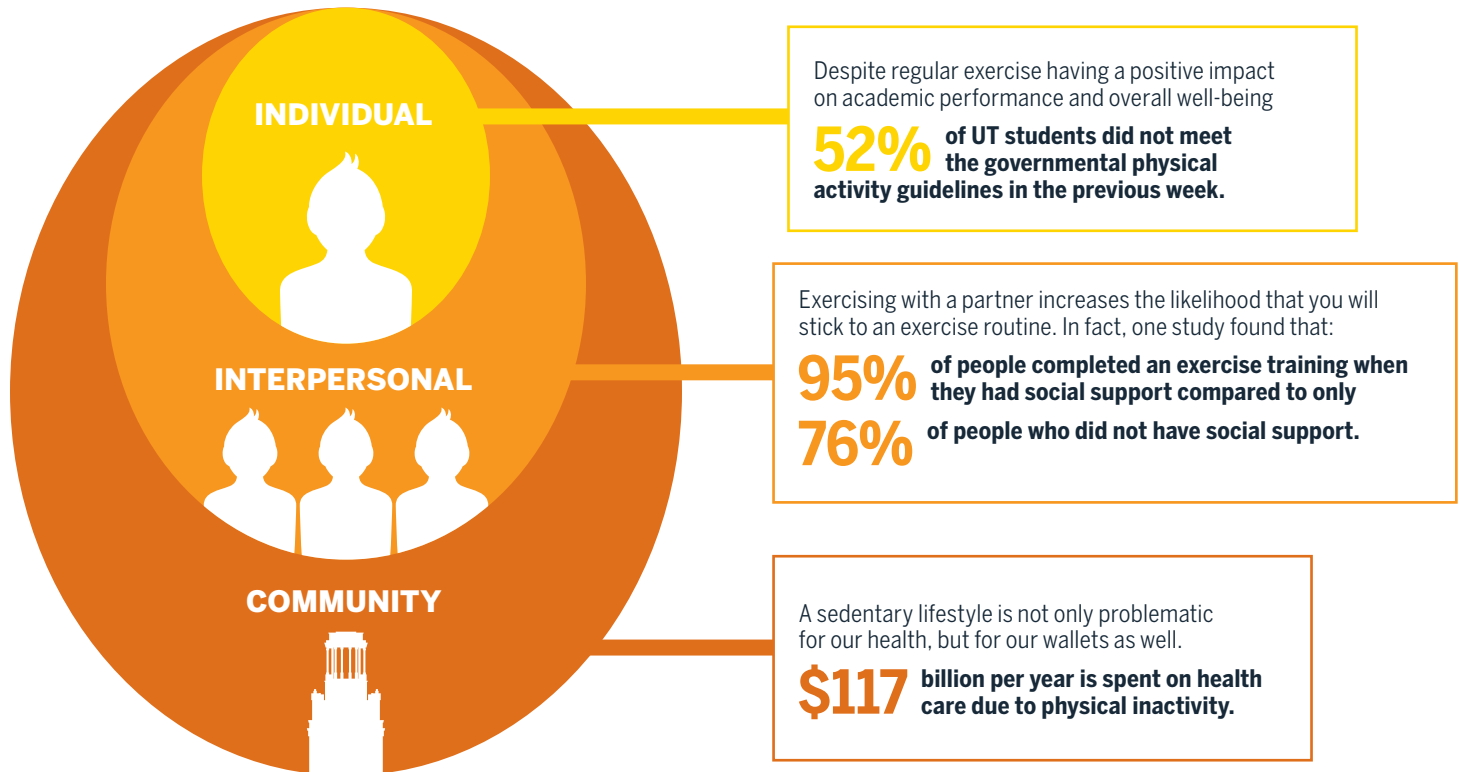 INDIVIDUAL
Despite regular exercise having a positive impact
on academic performance and overall well-being
52% of UT students did not meet
the governmental physical
activity guidelines in the previous week.
INTERPERSONAL
Exercising with a partner increases the likelihood that you will
stick to an exercise routine. In fact, one study found that:
95% of people completed an exercise training when
they had social support compared to only
76% of people who did not have social support.
COMMUNITY
A sedentary lifestyle is not only problematic
for our health, but for our wallets as well.
$117 billion per year is spent on health
care due to physical inactivity.